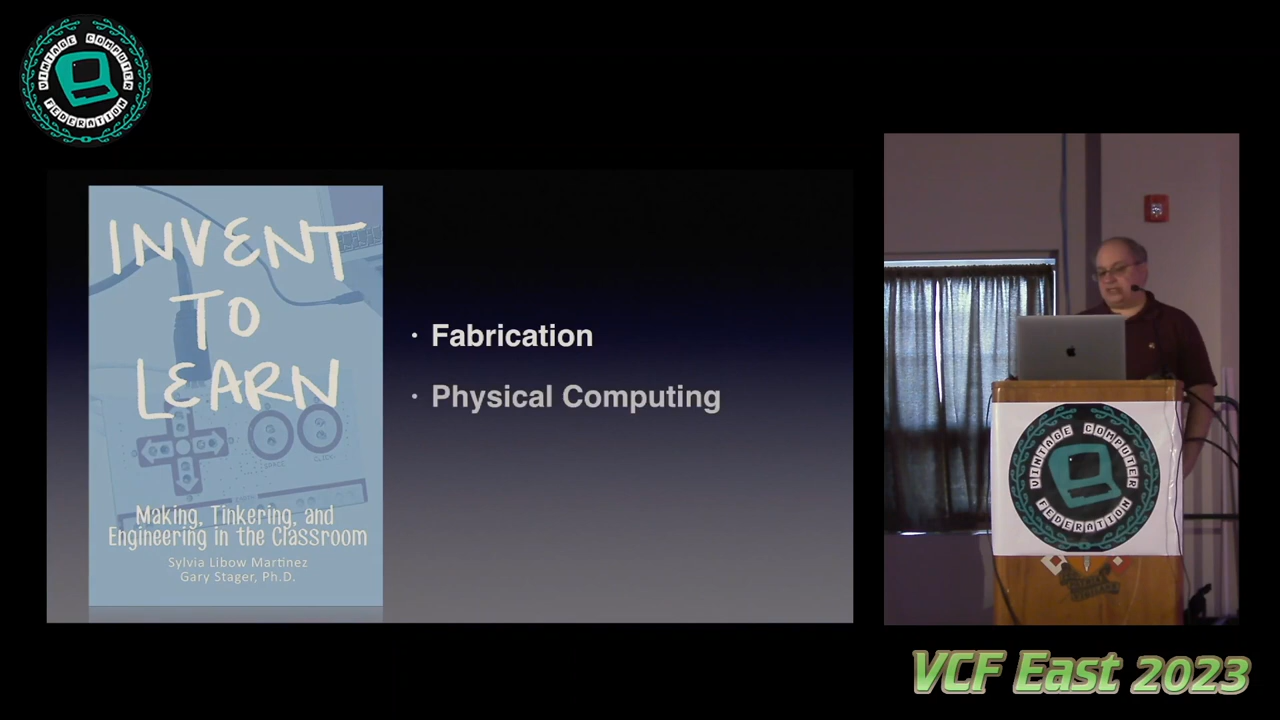 VINTAGE COMPUTER
FEDERATION
INVENT
TO
LEARN
Making, Tinkering, and
Engineering in the Classroom
Sylvia Libow Martinez
Gary Stager, Ph.D.
· Fabrication
· Physical Computing
VINTAGE COMPUTER
FEDERATION
VCF East 2023